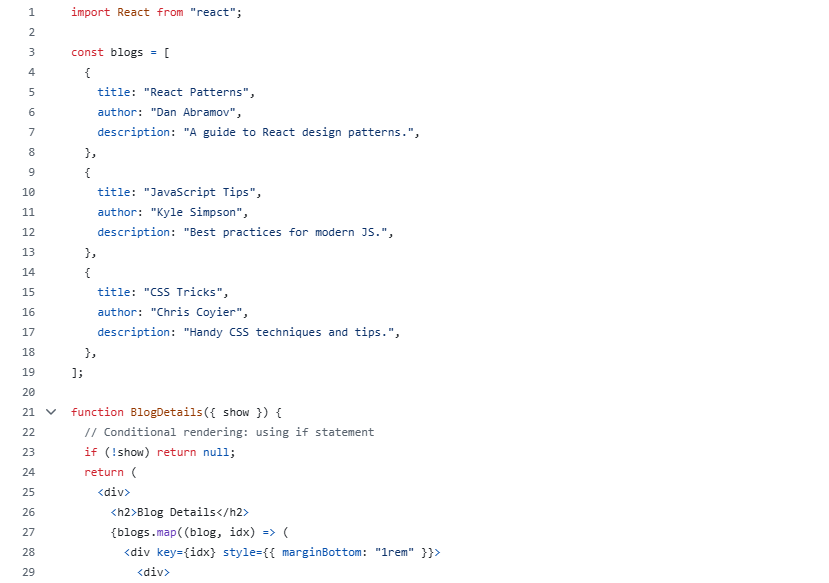 1 import React from "react";
2
3 const blogs = [
4 {
5 title: "React Patterns",
6 author: "Dan Abramov",
7 description: "A guide to React design patterns.",
8 },
9 {
10 title: "JavaScript Tips",
11 author: "Kyle Simpson",
12 description: "Best practices for modern JS.",
13 },
14 {
15 title: "CSS Tricks",
16 author: "Chris Coyier",
17 description: "Handy CSS techniques and tips.",
18 },
19 ];
20
21 function BlogDetails({ show }) {
22 // Conditional rendering: using if statement
23 if (!show) return null;
24 return (
25 <div>
26 <h2>Blog Details</h2>
27 {blogs.map((blog, idx) => (
28 <div key={idx} style={{ marginBottom: "1rem" }}>
29 <div>